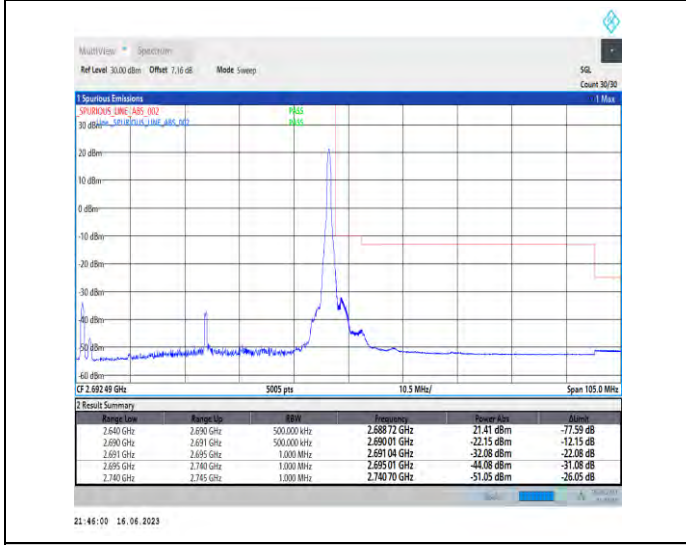 MultiView Spectrum
Ref Level 30.00 dBm Offset 7.16 dB Mode Sweep SGL
Count 30/30
1 Spurious Emissions 1 Max
_SPURIOUS_LINE_ABS_002 PASS
30 dBm Line _SPURIOUS_LINE_ABS_002 PASS
20 dBm
10 dBm
0 dBm
-10 dBm
-20 dBm
-30 dBm
-40 dBm
-50 dBm
-60 dBm
CF 2.692 49 GHz 5005 pts 10.5 MHz/ Span 105.0 MHz
2 Result Summary
Range Low Range Up RBW Frequency Power Abs ΔLimit
2.640 GHz 2.690 GHz 500.000 kHz 2.688 72 GHz 21.41 dBm -77.59 dB
2.690 GHz 2.691 GHz 500.000 kHz 2.690 01 GHz -22.15 dBm -12.15 dB
2.691 GHz 2.695 GHz 1.000 MHz 2.691 04 GHz -32.08 dBm -22.08 dB
2.695 GHz 2.740 GHz 1.000 MHz 2.695 01 GHz -44.08 dBm -31.08 dB
2.740 GHz 2.745 GHz 1.000 MHz 2.740 70 GHz -51.05 dBm -26.05 dB
21:46:00 16.06.2023